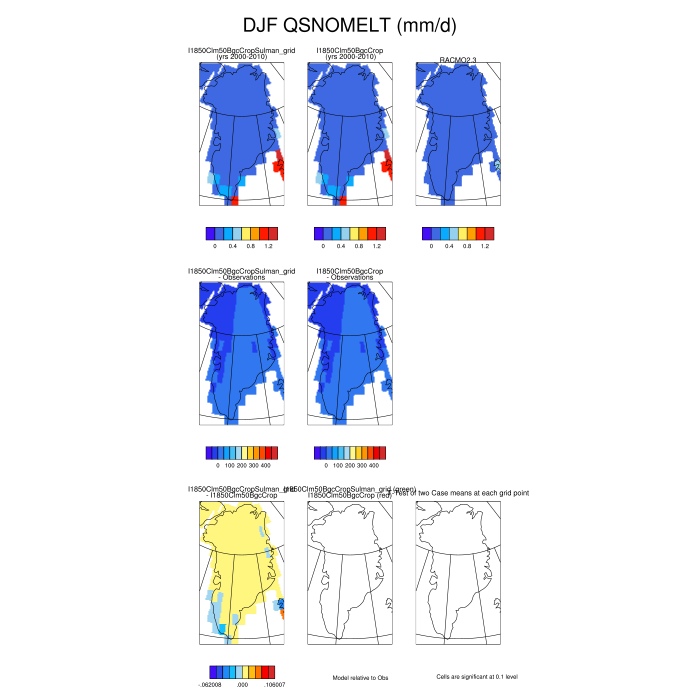 DJF QSNOMELT (mm/d)
I1850Clm50BgcCropSulman_grid
(yrs 2000-2010)
I1850Clm50BgcCrop
(yrs 2000-2010)
RACMO2.3
0 0.4 0.8 1.2
0 0.4 0.8 1.2
0 0.4 0.8 1.2
I1850Clm50BgcCropSulman_grid
- Observations
I1850Clm50BgcCrop
- Observations
0 100 200 300 400
0 100 200 300 400
I1850Clm50BgcCropSulman_grid
- I1850Clm50BgcCrop
I1850Clm50BgcCropSulman_grid (green)
I1850Clm50BgcCrop (red)
Test of two Case means at each grid point
-.062008 .000 .106007
Model relative to Obs
Cells are significant at 0.1 level